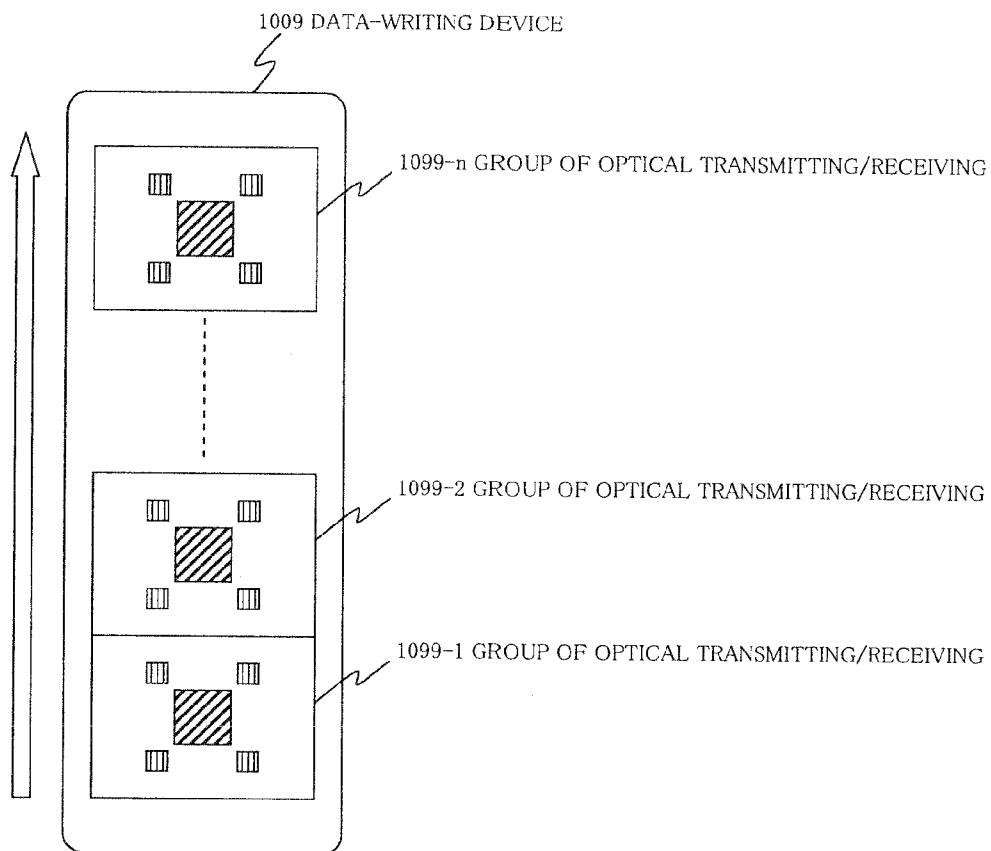 1009 DATA-WRITING DEVICE
1099-n GROUP OF OPTICAL TRANSMITTING/RECEIVING
1099-2 GROUP OF OPTICAL TRANSMITTING/RECEIVING
1099-1 GROUP OF OPTICAL TRANSMITTING/RECEIVING